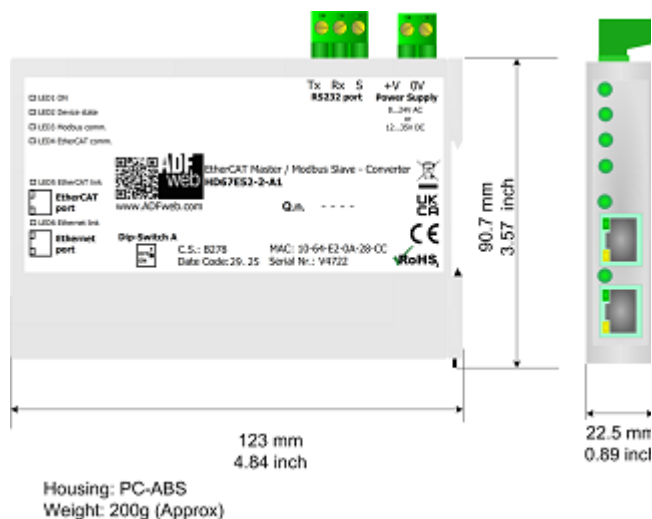 Tx Rx S
RS232 port
+V 0V
Power Supply
8...24V AC
or
12...35V DC
LED1 ON
LED2 Device state
LED3 Modbus comm.
LED4 EtherCAT comm.
LED5 EtherCAT link
EtherCAT
port
LED6 Ethernet link
Ethernet
port
ADF
web
www.ADFweb.com
EtherCAT Master / Modbus Slave - Converter
HD67E52-2-A1
Q.n. - - - -
Dip-Switch A
C.S.: B278
MAC: 10-64-E2-0A-28-CC
Date Code: 29. 25
Serial Nr.: V4722
UK
CA
CE
RoHS
90.7 mm
3.57 inch
123 mm
4.84 inch
22.5 mm
0.89 inch
Housing: PC-ABS
Weight: 200g (Approx)